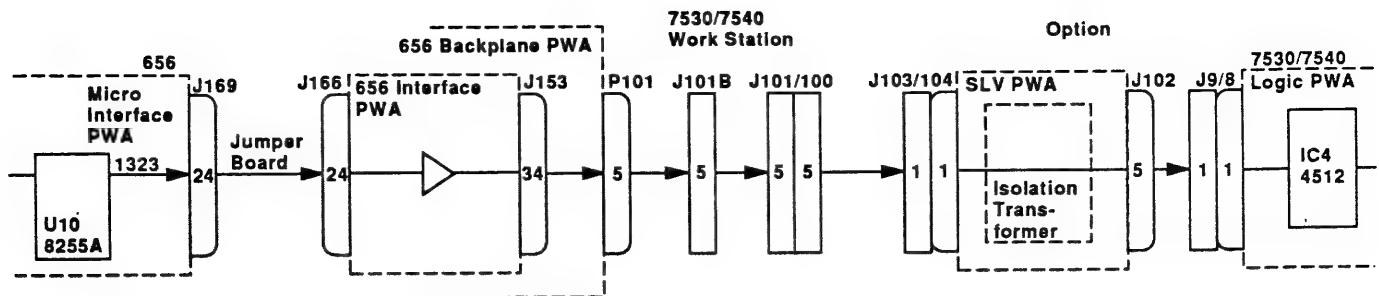 7530/7540
Work Station
Option
656 Backplane PWA
656
J169
J166
J153
P101
J101B
J101/100
J103/104
SLV PWA
J102
J9/8
7530/7540
Logic PWA
Micro
Interface
PWA
656 Interface
PWA
Jumper
Board
1323
24
24
34
5
5
5
5
1
1
5
1
1
IC4
4512
U10
8255A
Isolation
Trans-
former